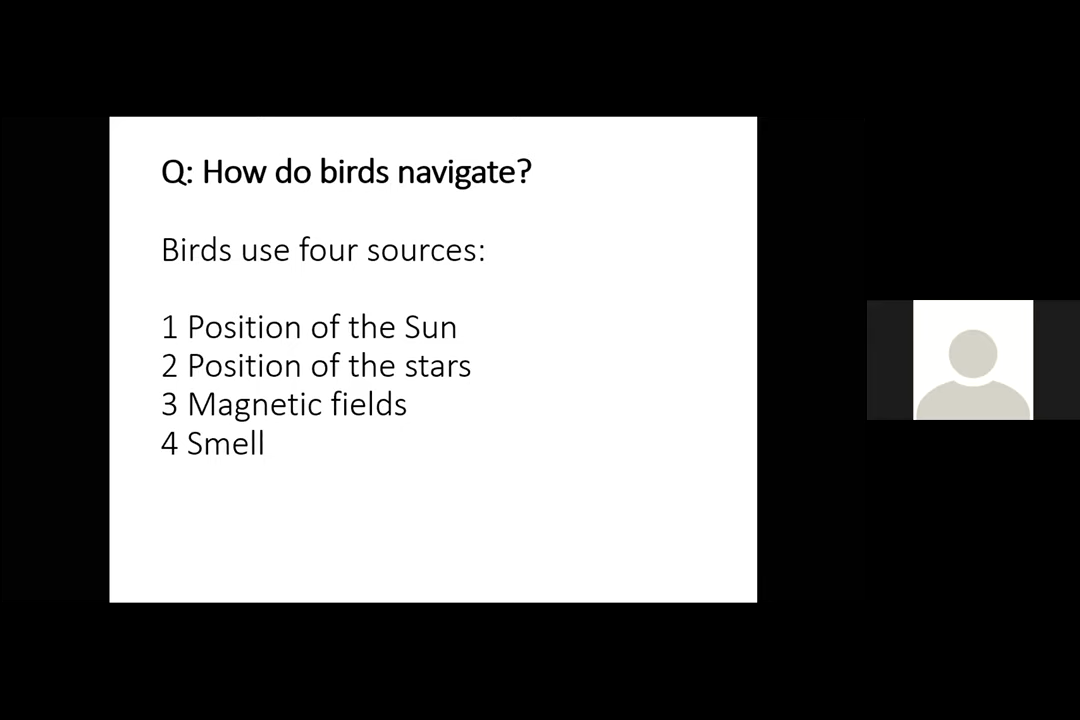 Q: How do birds navigate?
Birds use four sources:
1 Position of the Sun
2 Position of the stars
3 Magnetic fields
4 Smell